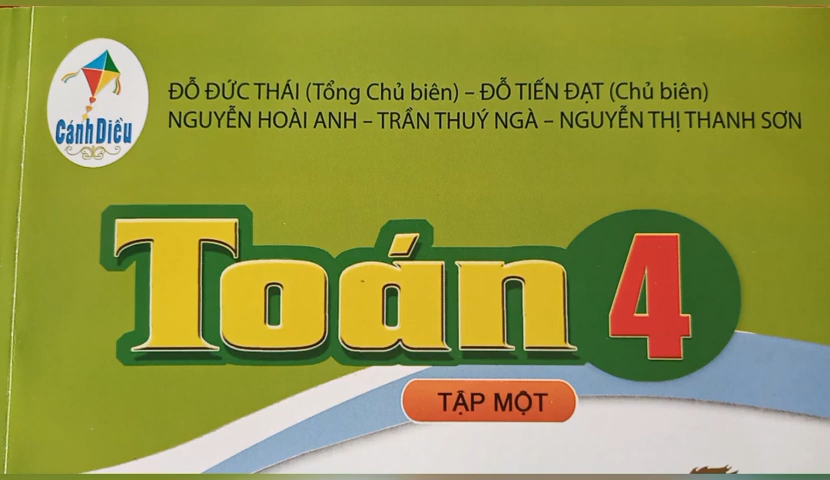 ĐỖ ĐỨC THÁI (Tổng Chủ biên) – ĐỖ TIẾN ĐẠT (Chủ biên)
NGUYỄN HOÀI ANH – TRẦN THUÝ NGÀ – NGUYỄN THỊ THANH SƠN
Cánh Diều
Toán 4
TẬP MỘT